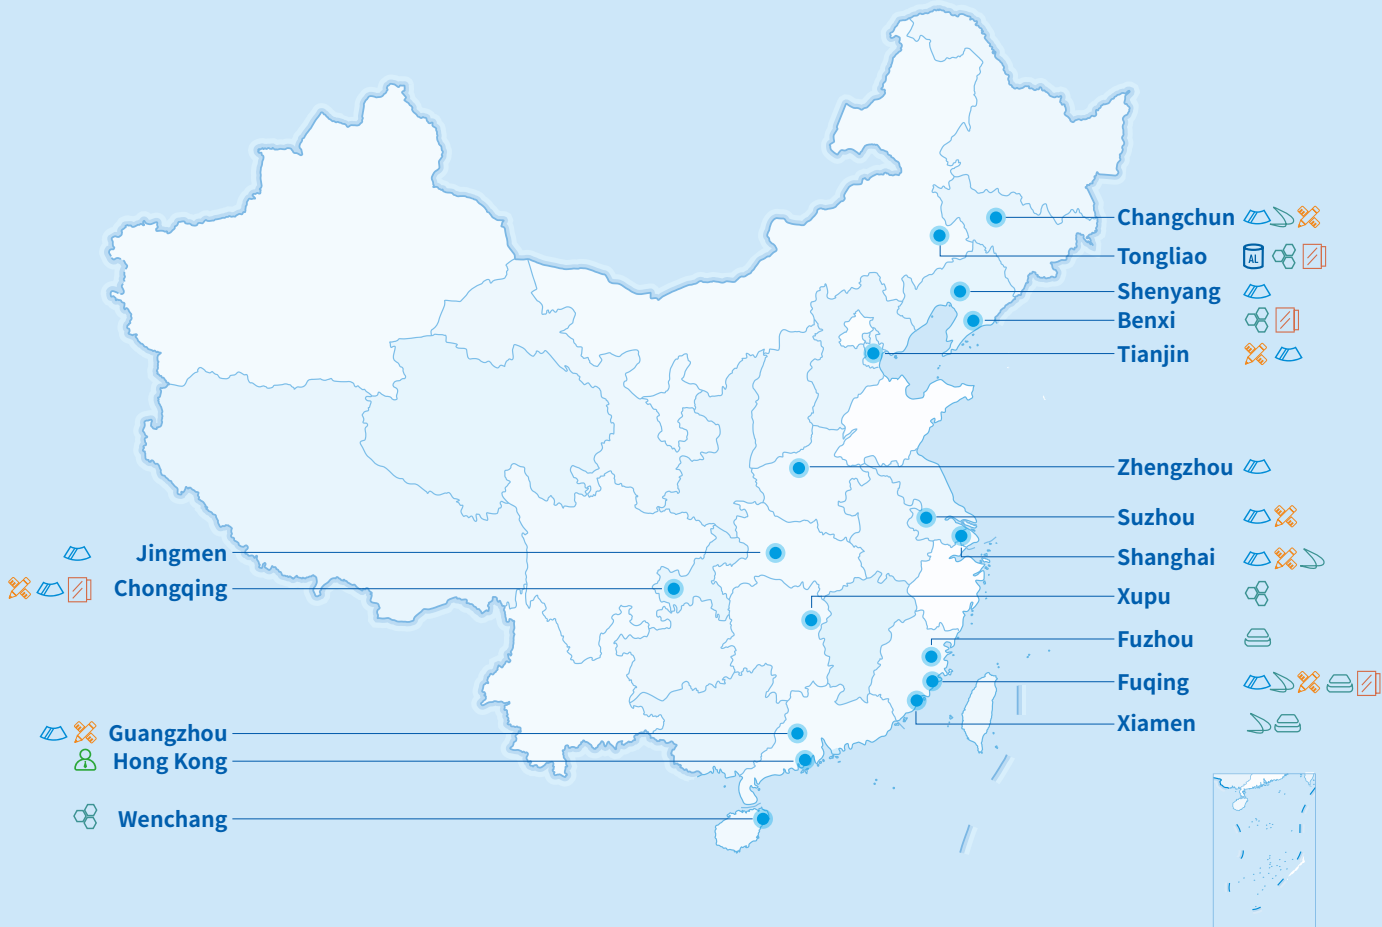 Changchun
Tongliao
AL
Shenyang
Benxi
Tianjin
Zhengzhou
Suzhou
Shanghai
Xupu
Fuzhou
Fuqing
Xiamen
Jingmen
Chongqing
Guangzhou
Hong Kong
Wenchang